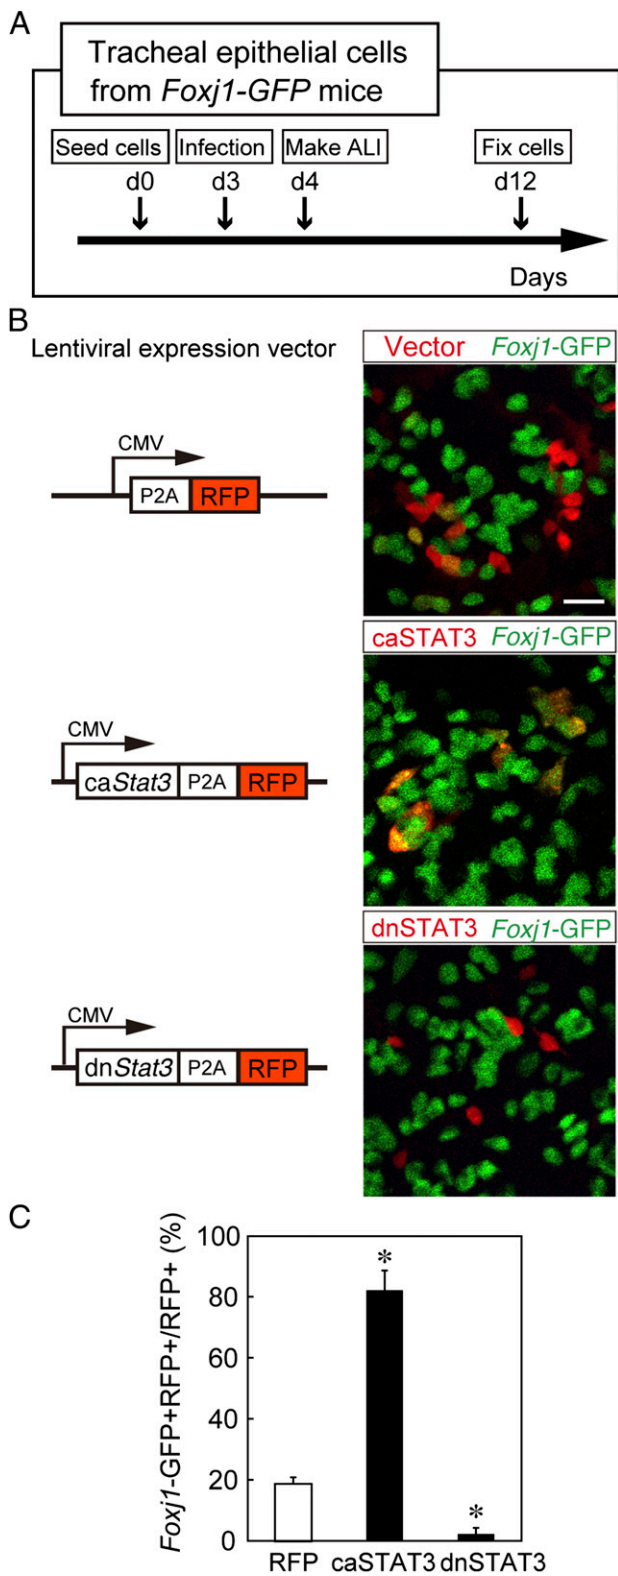 A
Tracheal epithelial cells
from Foxj1-GFP mice
Seed cells Infection Make ALI Fix cells
d0 d3 d4 d12
Days
B
Lentiviral expression vector
Vector Foxj1-GFP
CMV
P2A RFP
caSTAT3 Foxj1-GFP
CMV
caStat3 P2A RFP
dnSTAT3 Foxj1-GFP
CMV
dnStat3 P2A RFP
C
Foxj1-GFP+RFP+/RFP+ (%)
100
80
60
40
20
0
*
*
RFP caSTAT3 dnSTAT3